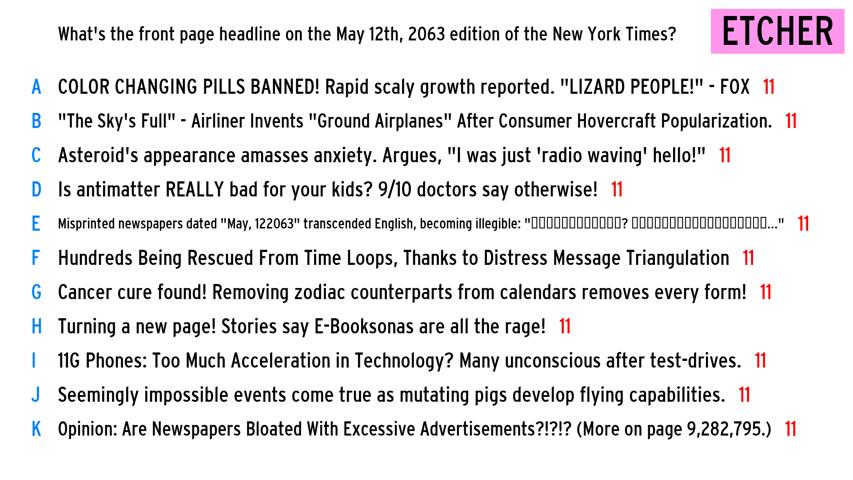 What's the front page headline on the May 12th, 2063 edition of the New York Times? ETCHER
A COLOR CHANGING PILLS BANNED! Rapid scaly growth reported. "LIZARD PEOPLE!" - FOX 11
B "The Sky's Full" - Airliner Invents "Ground Airplanes" After Consumer Hovercraft Popularization. 11
C Asteroid's appearance amasses anxiety. Argues, "I was just 'radio waving' hello!" 11
D Is antimatter REALLY bad for your kids? 9/10 doctors say otherwise! 11
E Misprinted newspapers dated "May, 122063" transcended English, becoming illegible: "▯▯▯▯▯▯▯▯▯▯▯▯▯? ▯▯▯▯▯▯▯▯▯▯▯▯▯▯▯▯▯▯▯..." 11
F Hundreds Being Rescued From Time Loops, Thanks to Distress Message Triangulation 11
G Cancer cure found! Removing zodiac counterparts from calendars removes every form! 11
H Turning a new page! Stories say E-Booksonas are all the rage! 11
I 11G Phones: Too Much Acceleration in Technology? Many unconscious after test-drives. 11
J Seemingly impossible events come true as mutating pigs develop flying capabilities. 11
K Opinion: Are Newspapers Bloated With Excessive Advertisements?!?!? (More on page 9,282,795.) 11